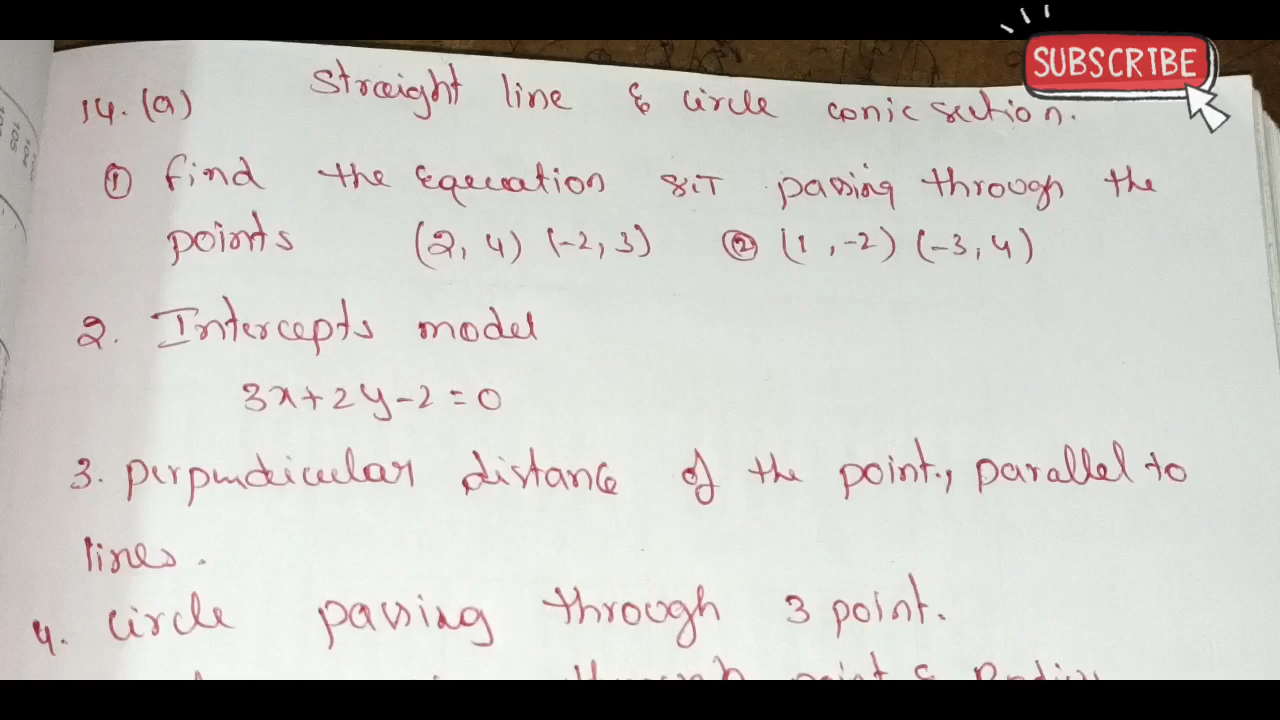 SUBSCRIBE
14. (a) Straight line & circle conic section.
① find the Equation s.t passing through the
points (2, 4) (-2, 3) ② (1, -2) (-3, 4)
2. Intercepts model
3x+2y-2=0
3. perpendicular distance of the point, parallel to
lines.
4. circle passing through 3 point.
through point &